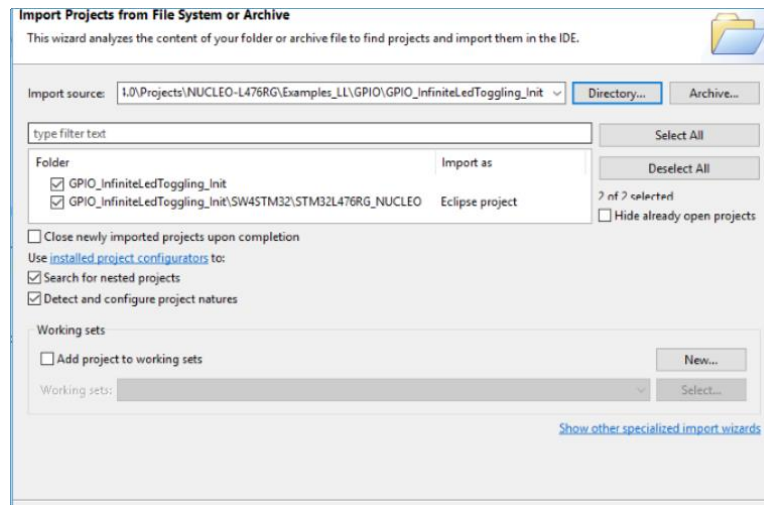 Import Projects from File System or Archive
This wizard analyzes the content of your folder or archive file to find projects and import them in the IDE.
Import source: 1.0\Projects\NUCLEO-L476RG\Examples_LL\GPIO\GPIO_InfiniteLedToggling_Init Directory... Archive...
type filter text Select All
Folder Import as Deselect All
GPIO_InfiniteLedToggling_Init
GPIO_InfiniteLedToggling_Init\SW4STM32\STM32L476RG_NUCLEO Eclipse project 2 of 2 selected
Hide already open projects
Close newly imported projects upon completion
Use installed project configurators to:
Search for nested projects
Detect and configure project natures
Working sets
Add project to working sets New...
Working sets: Select...
Show other specialized import wizards